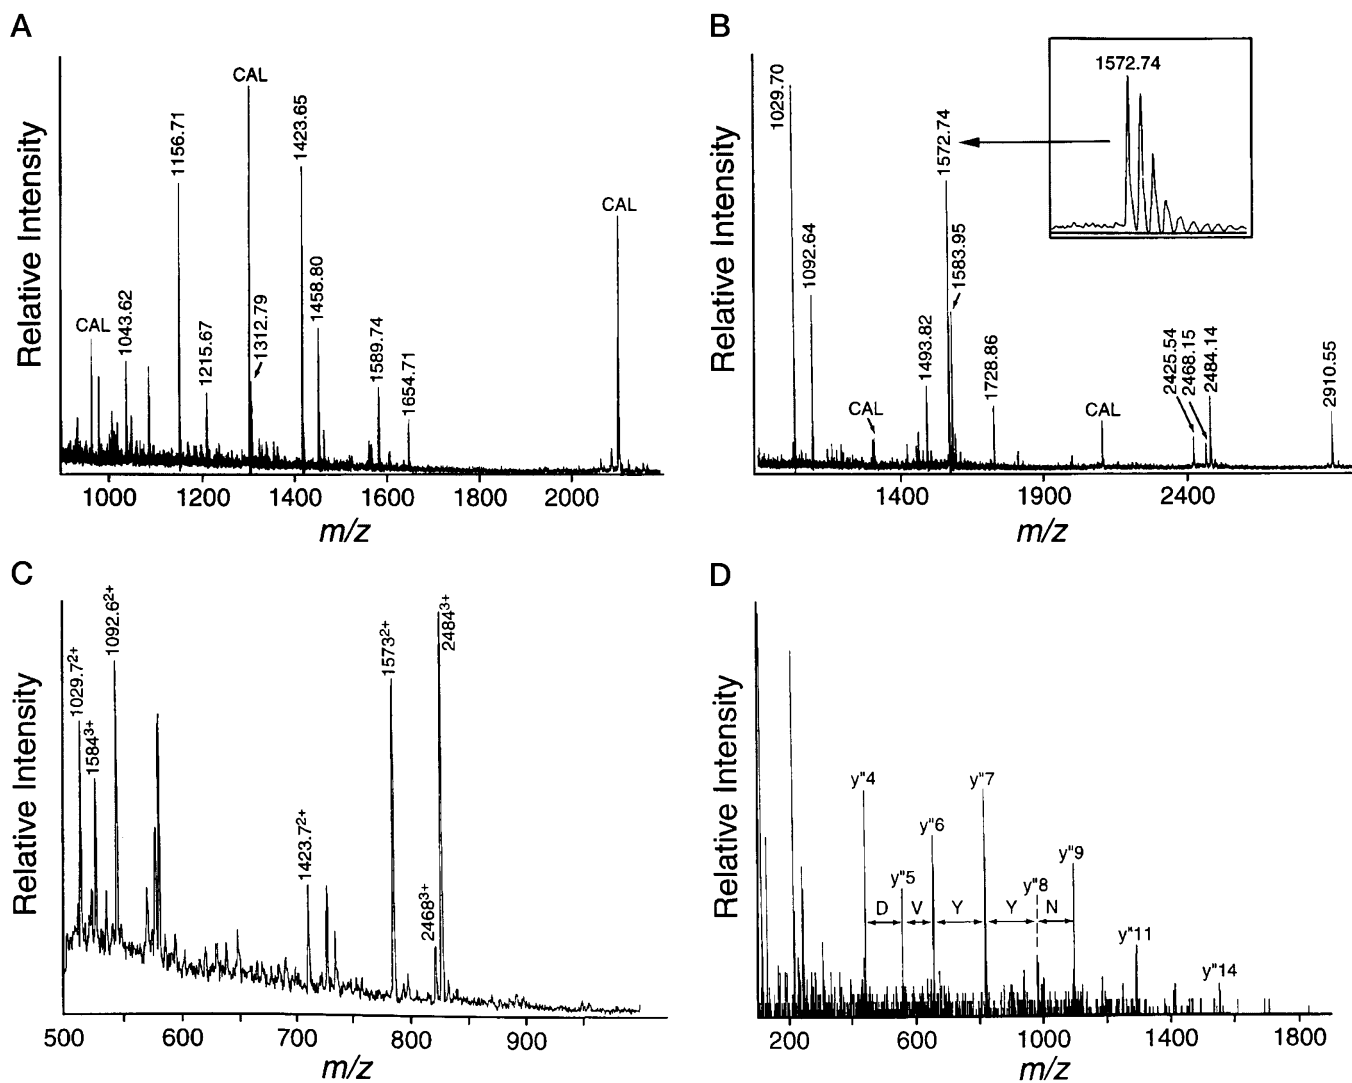 A
Relative Intensity
CAL
1043.62
1156.71
1215.67
CAL
1312.79
1423.65
1458.80
1589.74
1654.71
CAL
1000 1200 1400 1600 1800 2000
m/z
B
Relative Intensity
1029.70
1092.64
CAL
1493.82
1572.74
1583.95
1728.86
CAL
2425.54
2468.15
2484.14
2910.55
1572.74
1400 1900 2400
m/z
C
Relative Intensity
1029.7²⁺
1584³⁺
1092.6²⁺
1423.7²⁺
1573²⁺
2468³⁺
2484³⁺
500 600 700 800 900
m/z
D
Relative Intensity
y"4
y"5
y"6
y"7
y"8
y"9
y"11
y"14
D V Y Y N
200 600 1000 1400 1800
m/z